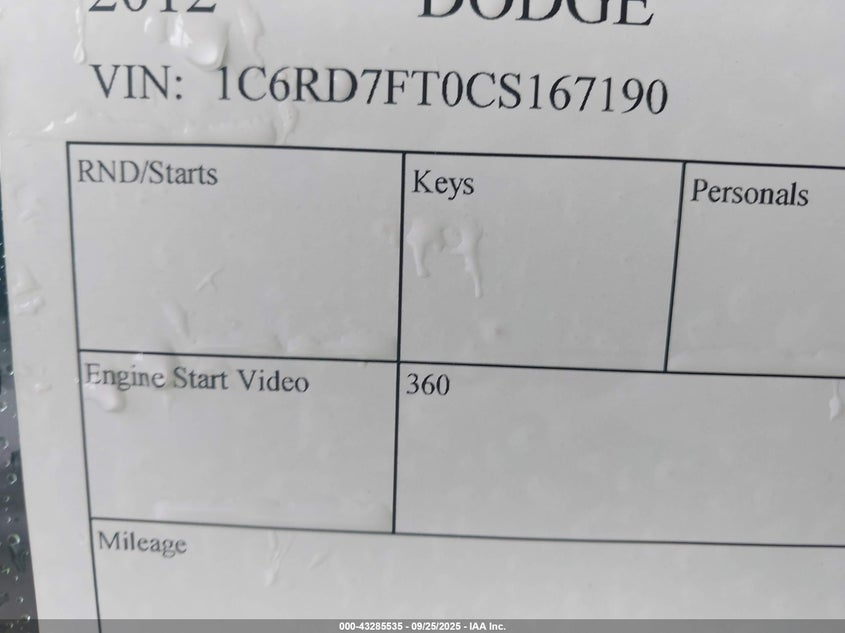 2012 DODGE
VIN: 1C6RD7FT0CS167190
RND/Starts Keys Personals
Engine Start Video 360
Mileage
000-43285535 - 09/25/2025 - IAA Inc.